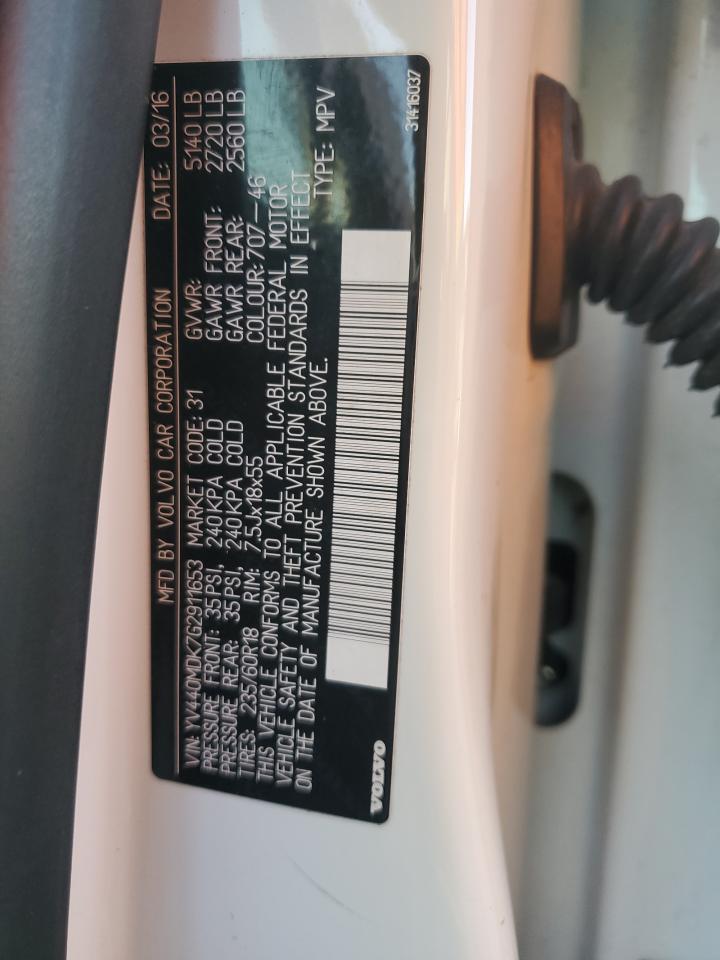 MFD BY VOLVO CAR CORPORATION DATE: 03/16
VIN: YV440MDK7G2911653 MARKET CODE: 31 GVWR: 5140 LB
PRESSURE FRONT: 35PSI, 240KPA COLD GAWR FRONT: 2720 LB
PRESSURE REAR: 35PSI, 240KPA COLD GAWR REAR: 2560 LB
TIRES: 235/60R18 RIM: 7.5Jx18x55 COLOUR: 707-46
THIS VEHICLE CONFORMS TO ALL APPLICABLE FEDERAL MOTOR
VEHICLE SAFETY AND THEFT PREVENTION STANDARDS IN EFFECT
ON THE DATE OF MANUFACTURE SHOWN ABOVE. TYPE: MPV
VOLVO
31416037